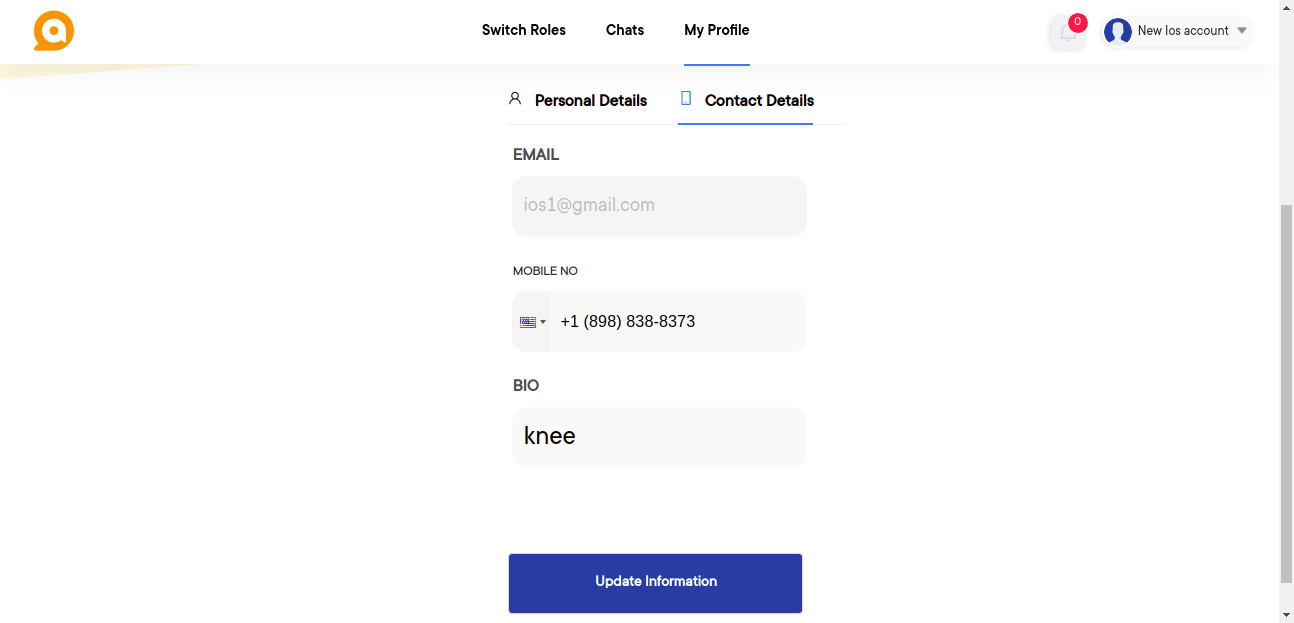 Switch Roles Chats My Profile 0 New Ios account
Personal Details Contact Details
EMAIL
ios1@gmail.com
MOBILE NO
+1 (898) 838-8373
BIO
knee
Update Information